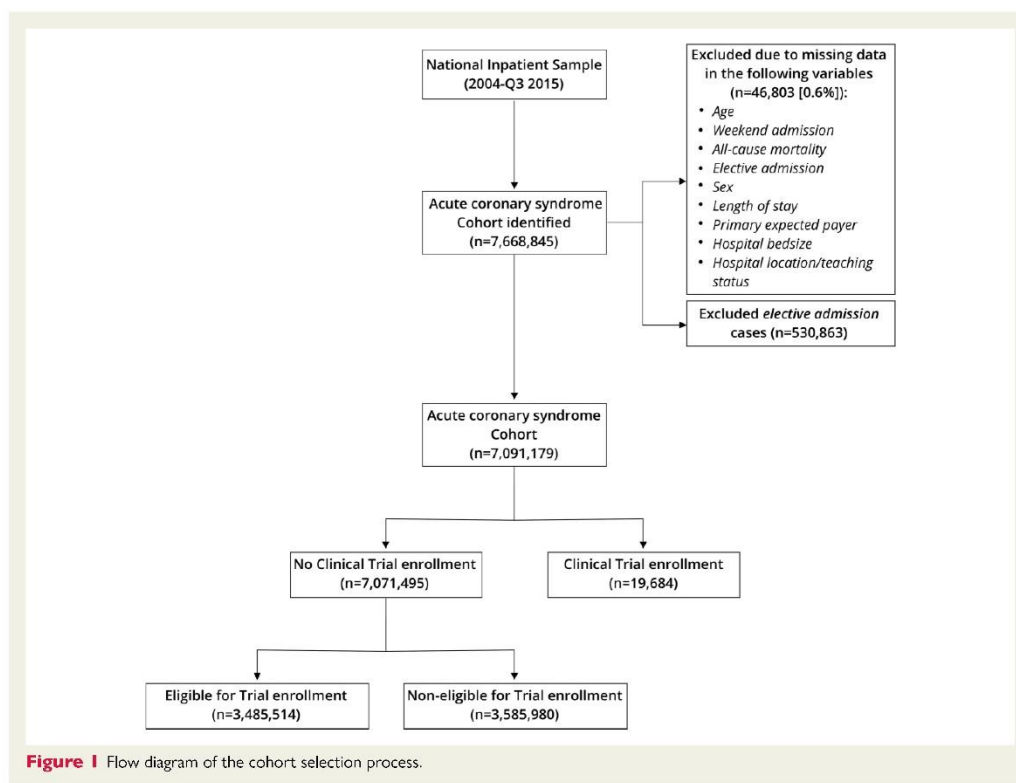 National Inpatient Sample
(2004-Q3 2015)
Excluded due to missing data
in the following variables
(n=46,803 [0.6%]):
• Age
• Weekend admission
• All-cause mortality
• Elective admission
• Sex
• Length of stay
• Primary expected payer
• Hospital bedsize
• Hospital location/teaching
status
Acute coronary syndrome
Cohort identified
(n=7,668,845)
Excluded elective admission
cases (n=530,863)
Acute coronary syndrome
Cohort
(n=7,091,179)
No Clinical Trial enrollment
(n=7,071,495)
Clinical Trial enrollment
(n=19,684)
Eligible for Trial enrollment
(n=3,485,514)
Non-eligible for Trial enrollment
(n=3,585,980)
Figure 1 Flow diagram of the cohort selection process.